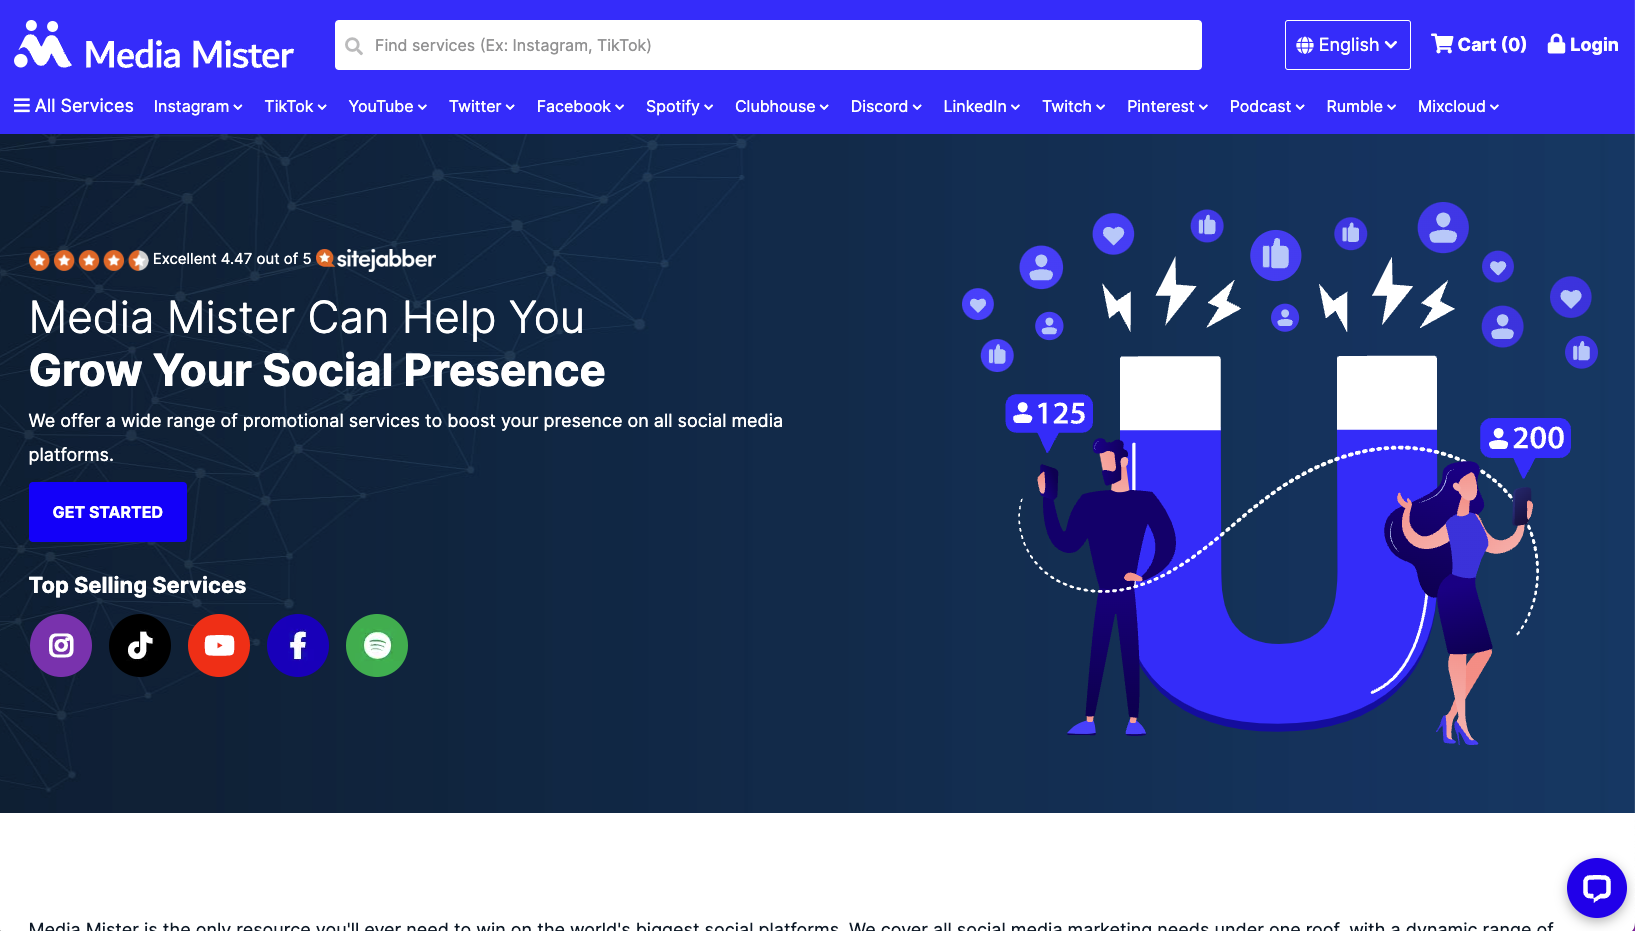 Media Mister
Find services (Ex: Instagram, TikTok)
English
Cart (0)
Login
All Services
Instagram
TikTok
YouTube
Twitter
Facebook
Spotify
Clubhouse
Discord
LinkedIn
Twitch
Pinterest
Podcast
Rumble
Mixcloud
Excellent 4.47 out of 5 sitejabber
Media Mister Can Help You
Grow Your Social Presence
We offer a wide range of promotional services to boost your presence on all social media
platforms.
GET STARTED
Top Selling Services
125
200
Media Mister is the only resource you'll ever need to win on the world's biggest social platforms. We cover all social media marketing needs under one roof, with a dynamic range of